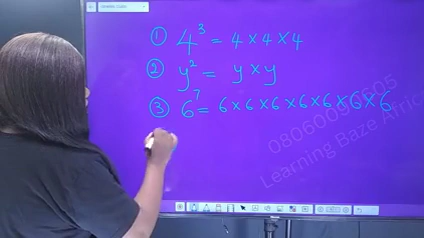 ① 4³ = 4 × 4 × 4
② y² = y × y
③ 6⁷ = 6 × 6 × 6 × 6 × 6 × 6 × 6
Learning Baze Africa